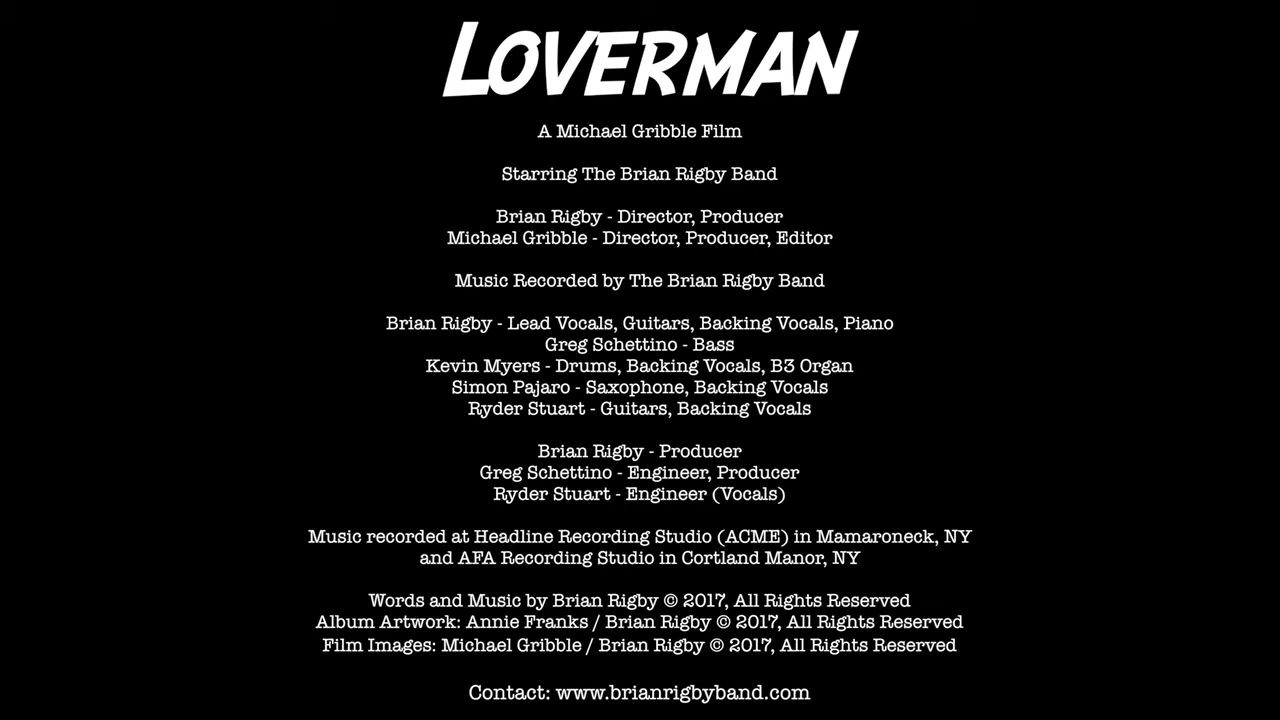 LOVERMAN
A Michael Gribble Film
Starring The Brian Rigby Band
Brian Rigby - Director, Producer
Michael Gribble - Director, Producer, Editor
Music Recorded by The Brian Rigby Band
Brian Rigby - Lead Vocals, Guitars, Backing Vocals, Piano
Greg Schettino - Bass
Kevin Myers - Drums, Backing Vocals, B3 Organ
Simon Pajaro - Saxophone, Backing Vocals
Ryder Stuart - Guitars, Backing Vocals
Brian Rigby - Producer
Greg Schettino - Engineer, Producer
Ryder Stuart - Engineer (Vocals)
Music recorded at Headline Recording Studio (ACME) in Mamaroneck, NY
and AFA Recording Studio in Cortland Manor, NY
Words and Music by Brian Rigby © 2017, All Rights Reserved
Album Artwork: Annie Franks / Brian Rigby © 2017, All Rights Reserved
Film Images: Michael Gribble / Brian Rigby © 2017, All Rights Reserved
Contact: www.brianrigbyband.com